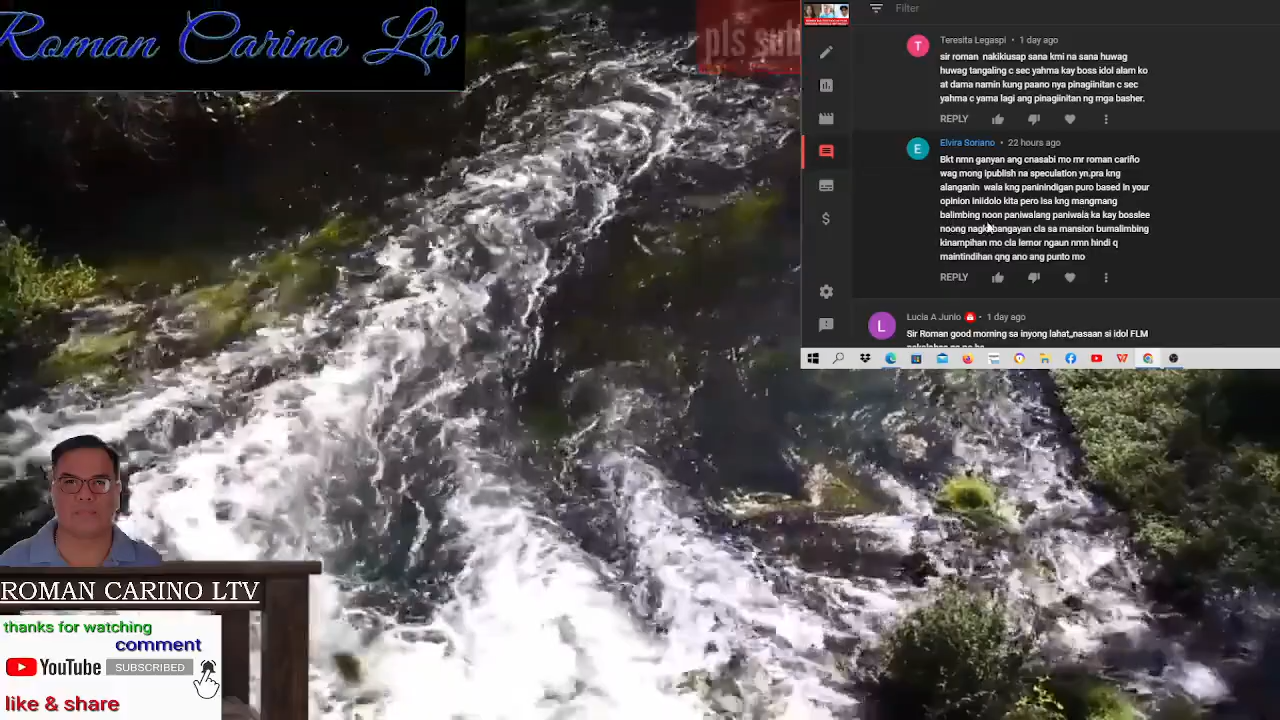 Roman Carino Ltv
pls sub
Filter
Teresita Legaspi • 1 day ago
sir roman nakikiusap sana kmi na sana huwag
huwag tangaling c sec yahma kay boss idol alam ko
at dama namin kung paano nya pinagiinitan c sec
yahma c yama lagi ang pinagiinitan ng mga basher.
REPLY
Elvira Soriano • 22 hours ago
Bkt nmn ganyan ang cnasabi mo mr roman cariño
wag mong ipublish na speculation yn.pra kng
alanganin wala kng paninindigan puro based in your
opinion iniidolo kita pero isa kng mangmang
balimbing noon paniwalang paniwala ka kay bosslee
noong cla sa mansion bumalimbing
kinampihan mo cla lemor ngaun nmn hindi q
maintindihan qng ano ang punto mo
REPLY
Lucia A Junio • 1 day ago
Sir Roman good morning sa inyong lahat,,nasaan si idol FLM
ROMAN CARINO LTV
thanks for watching
comment
YouTube SUBSCRIBED
like & share